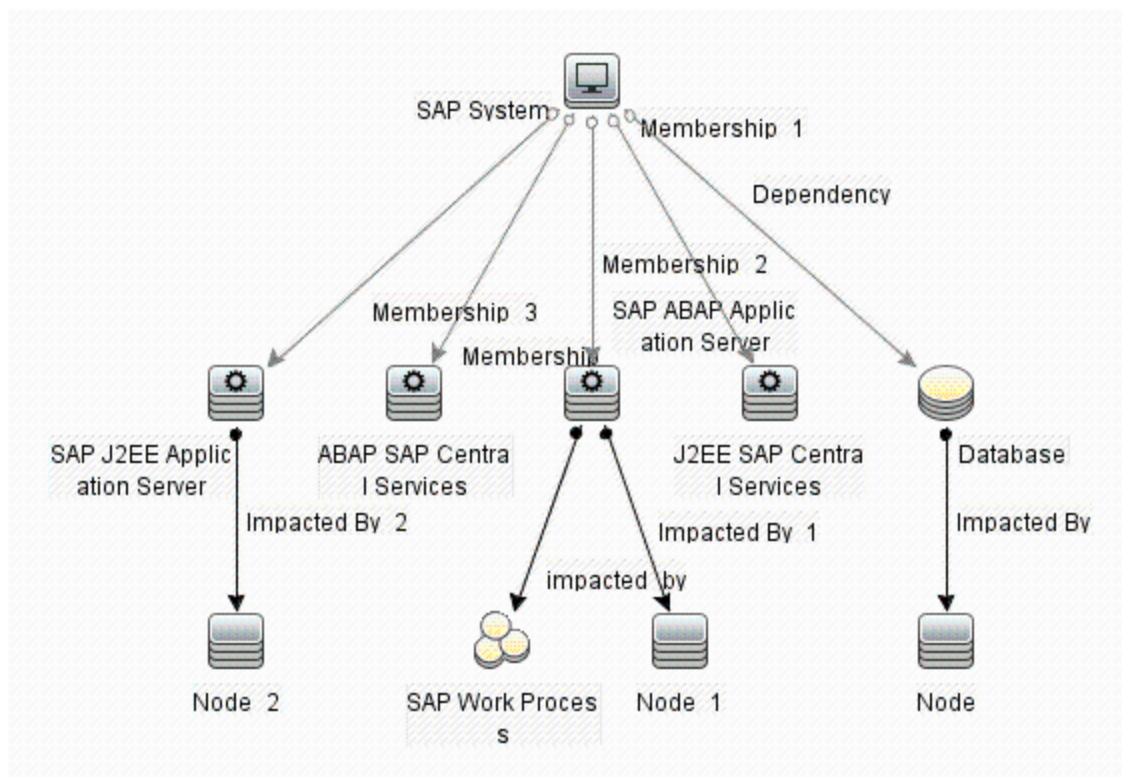 SAP System
Membership 1
Dependency
Membership 2
Membership 3
SAP ABAP Applic
ation Server
Membership
SAP J2EE Applic
ation Server
ABAP SAP Centra
l Services
J2EE SAP Centra
l Services
Database
Impacted By 2
Impacted By 1
Impacted By
impacted by
Node 2
SAP Work Proces
s
Node 1
Node